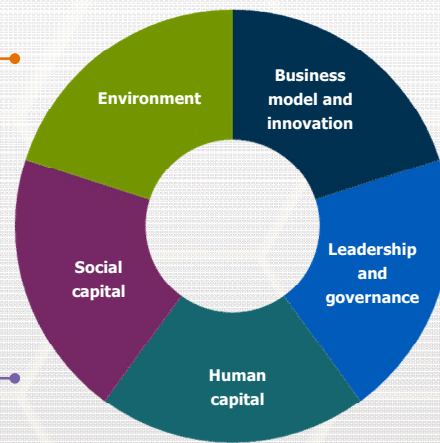 Environment
Business
model and
innovation
Leadership
and
governance
Social
capital
Human
capital